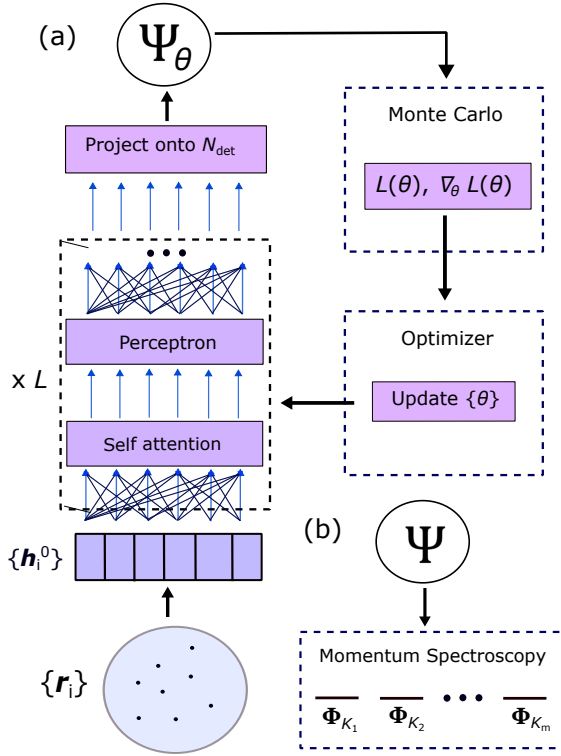 (a)
Ψθ
Monte Carlo
L(θ), ∇θ L(θ)
Project onto Ndet
•••
Perceptron
x L
Self attention
Optimizer
Update {θ}
{hi0}
{ri}
(b)
Ψ
Momentum Spectroscopy
ΦK1 ΦK2 ••• ΦKm